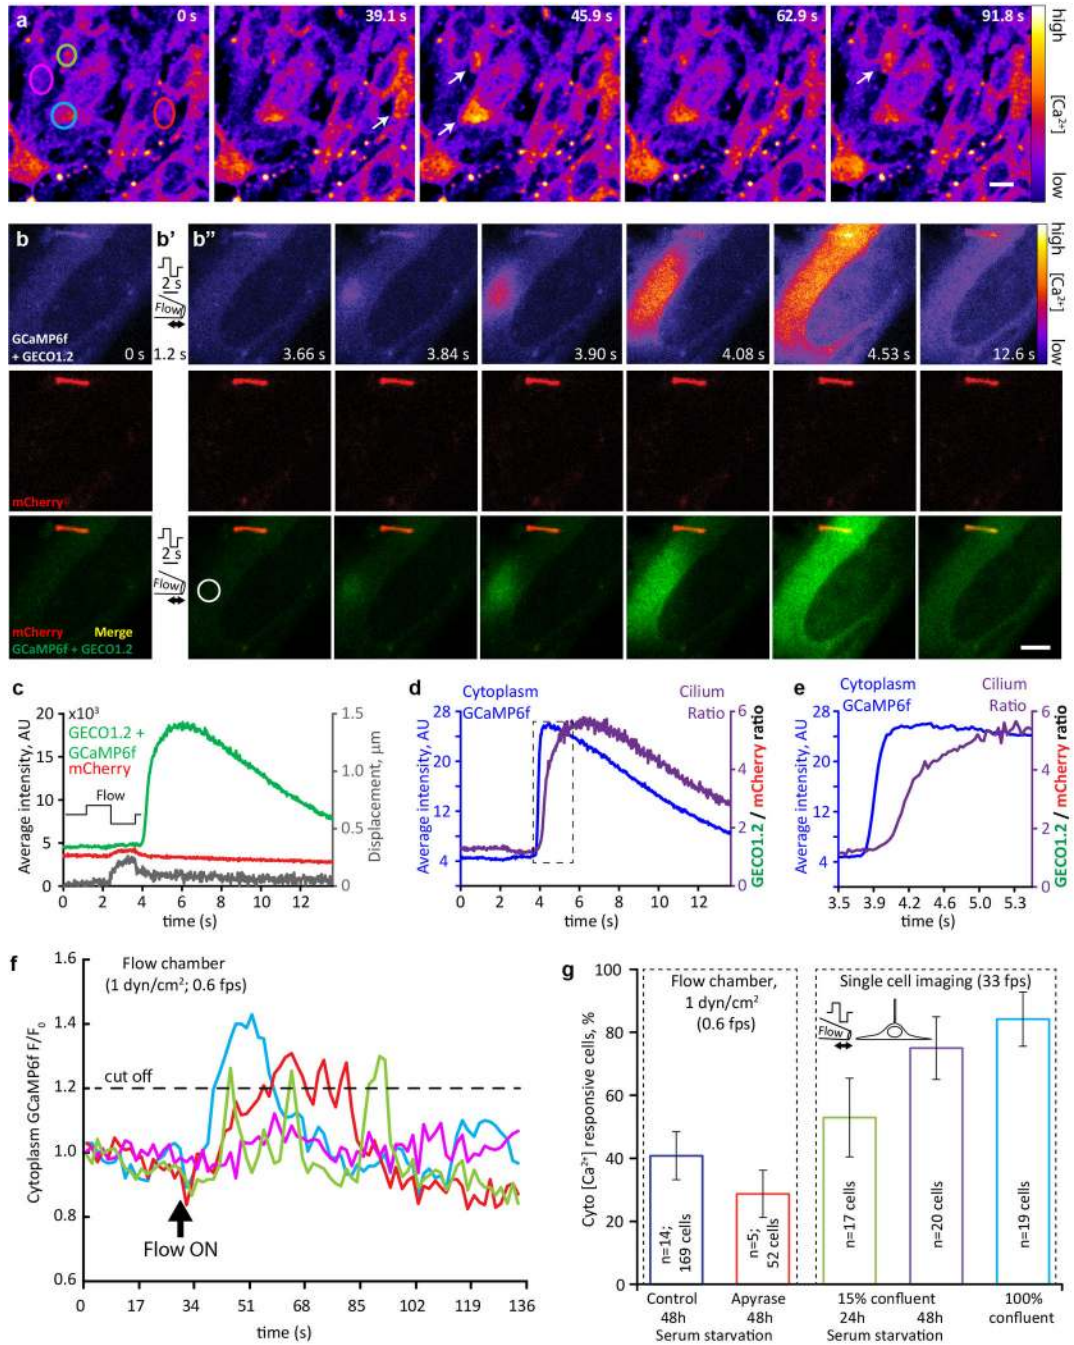 a
0 s
39.1 s
45.9 s
62.9 s
91.8 s
high
[Ca²⁺]
low
b
b’
b”
2 s
Flow
GCaMP6f
+ GECO1.2
0 s
1.2 s
3.66 s
3.84 s
3.90 s
4.08 s
4.53 s
12.6 s
high
[Ca²⁺]
low
mCherry
2 s
Flow
mCherry
Merge
GCaMP6f + GECO1.2
c
x10³
GECO1.2 +
GCaMP6f
mCherry
Flow
Average intensity, AU
20
15
10
5
0
1.5
1.0
0.5
0
Displacement, µm
0 2 4 6 8 10 12
time (s)
d
Cytoplasm
GCaMP6f
Cilium
Ratio
Average intensity, AU
28
20
12
4
6
4
2
0
GECO1.2 / mCherry ratio
0 2 4 6 8 10 12
time (s)
e
Cytoplasm
GCaMP6f
Cilium
Ratio
Average intensity, AU
28
20
12
4
6
4
2
0
GECO1.2 / mCherry ratio
3.5 3.9 4.2 4.6 5.0 5.3
time (s)
f
Flow chamber
(1 dyn/cm²; 0.6 fps)
Cytoplasm GCaMP6f F/F₀
1.6
1.4
1.2
1.0
0.8
0.6
cut off
Flow ON
0 17 34 51 68 85 102 119 136
time (s)
g
Cyto [Ca²⁺] responsive cells, %
100
80
60
40
20
0
Flow chamber,
1 dyn/cm²
(0.6 fps)
Single cell imaging (33 fps)
Flow
n=14;
169 cells
n=5;
52 cells
n=17 cells
n=20 cells
n=19 cells
Control
48h
Apyrase
48h
Serum starvation
15% confluent
24h 48h
Serum starvation
100%
confluent